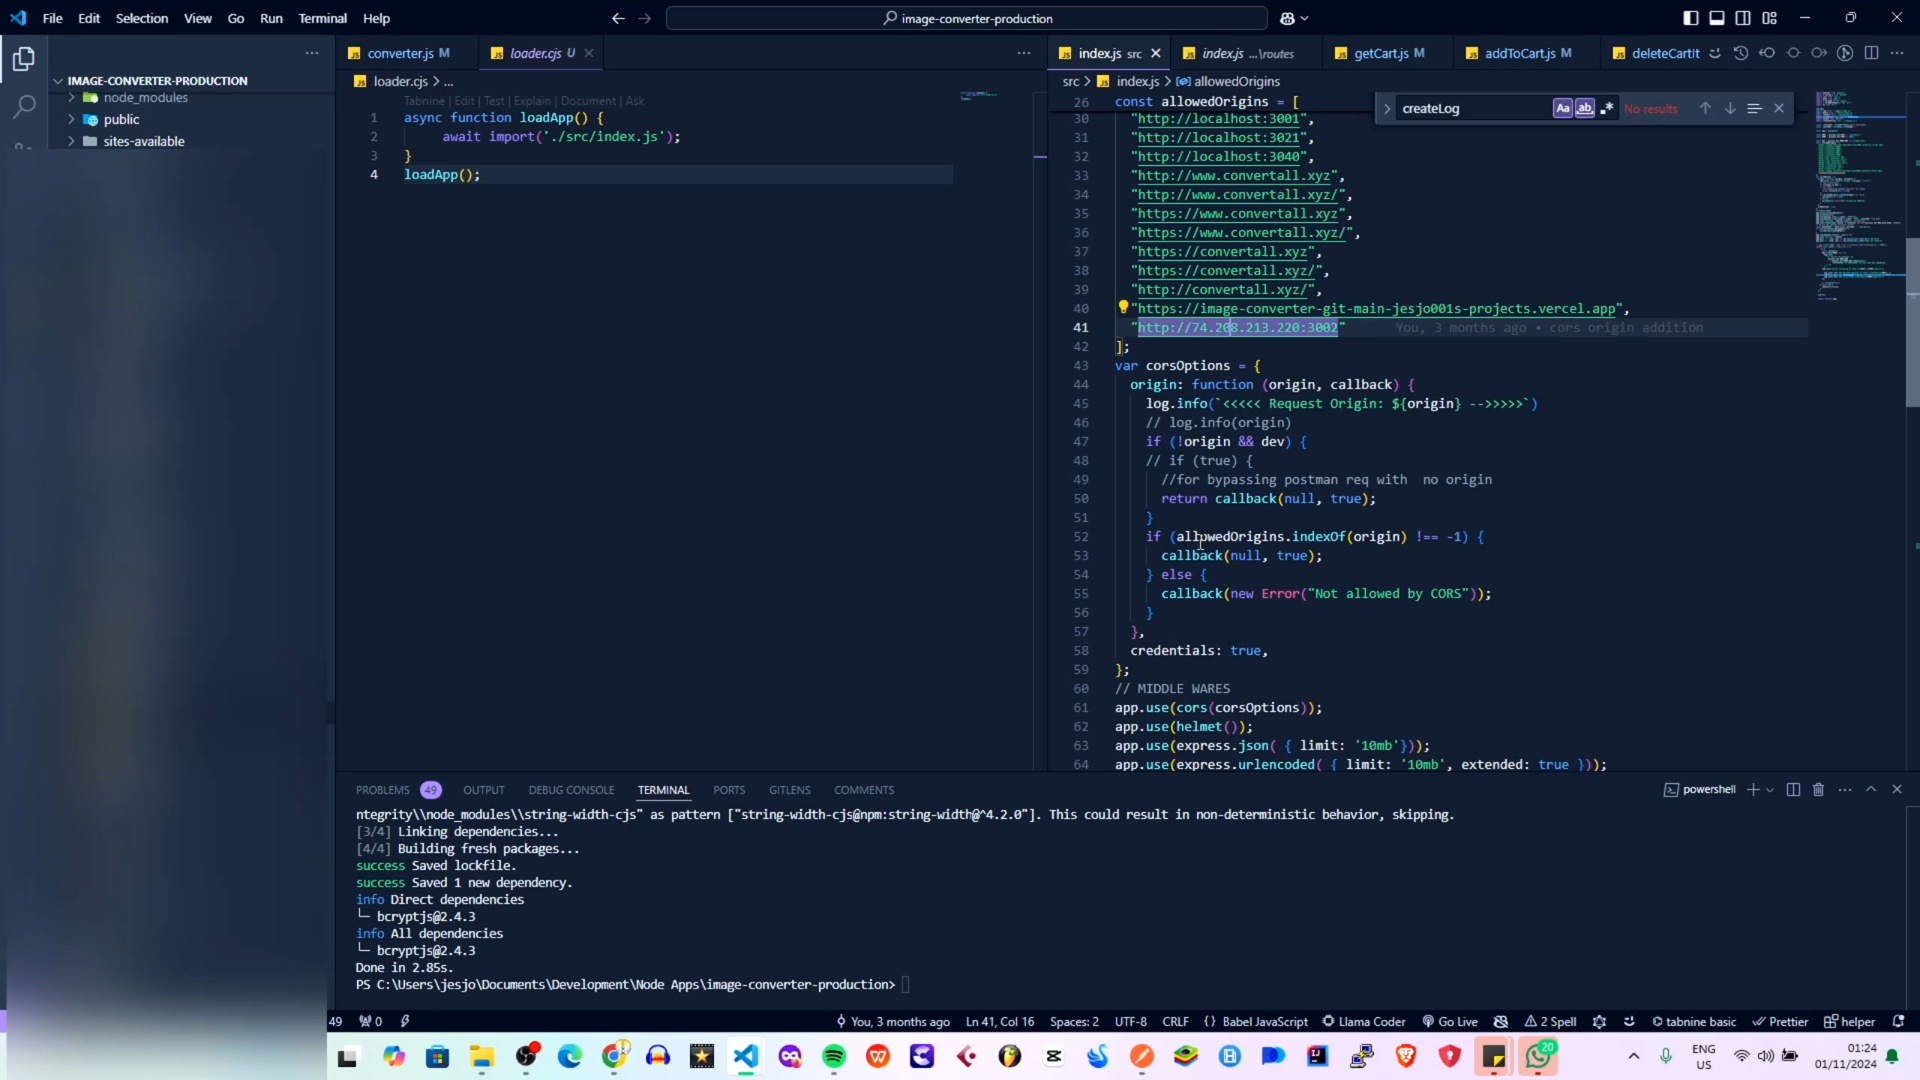 File Edit Selection View Go Run Terminal Help
image-converter-production
IMAGE-CONVERTER-PRODUCTION
node_modules
public
sites-available
converter.js M
loader.cjs U
loader.cjs > ...
Tabnine | Edit | Test | Explain | Document | Ask
1 async function loadApp() {
2 await import('./src/index.js');
3 }
4 loadApp();
index.js src
index.js ...\routes
getCart.js M
addToCart.js M
deleteCartIt
src > index.js > allowedOrigins
createLog
Aa
ab
No results
26 const allowedOrigins = [
30 "http://localhost:3001",
31 "http://localhost:3021",
32 "http://localhost:3040",
33 "http://www.convertall.xyz",
34 "http://www.convertall.xyz/",
35 "https://www.convertall.xyz",
36 "https://www.convertall.xyz/",
37 "https://convertall.xyz",
38 "https://convertall.xyz/",
39 "http://convertall.xyz/",
40 "https://image-converter-git-main-jesjo001s-projects.vercel.app",
41 "http://74.208.213.220:3002" You, 3 months ago • cors origin addition
42 ];
43 var corsOptions = {
44 origin: function (origin, callback) {
45 log.info(`<<<<< Request Origin: ${origin} -->>>>>`)
46 // log.info(origin)
47 if (!origin && dev) {
48 // if (true) {
49 //for bypassing postman req with  no origin
50 return callback(null, true);
51 }
52 if (allowedOrigins.indexOf(origin) !== -1) {
53 callback(null, true);
54 } else {
55 callback(new Error("Not allowed by CORS"));
56 }
57 },
58 credentials: true,
59 };
60 // MIDDLE WARES
61 app.use(cors(corsOptions));
62 app.use(helmet());
63 app.use(express.json( { limit: '10mb'}));
64 app.use(express.urlencoded( { limit: '10mb', extended: true }));
PROBLEMS 49 OUTPUT DEBUG CONSOLE TERMINAL PORTS GITLENS COMMENTS
powershell
ntegrity\\node_modules\\string-width-cjs" as pattern ["string-width-cjs@npm:string-width@^4.2.0"]. This could result in non-deterministic behavior, skipping.
[3/4] Linking dependencies...
[4/4] Building fresh packages...
success Saved lockfile.
success Saved 1 new dependency.
info Direct dependencies
└─ bcryptjs@2.4.3
info All dependencies
└─ bcryptjs@2.4.3
Done in 2.85s.
PS C:\Users\jesjo\Documents\Development\Node Apps\image-converter-production>
49 0 You, 3 months ago Ln 41, Col 16 Spaces: 2 UTF-8 CRLF {} Babel JavaScript Llama Coder Go Live 2 Spell tabnine basic Prettier helper
20
ENG
US
01:24
01/11/2024